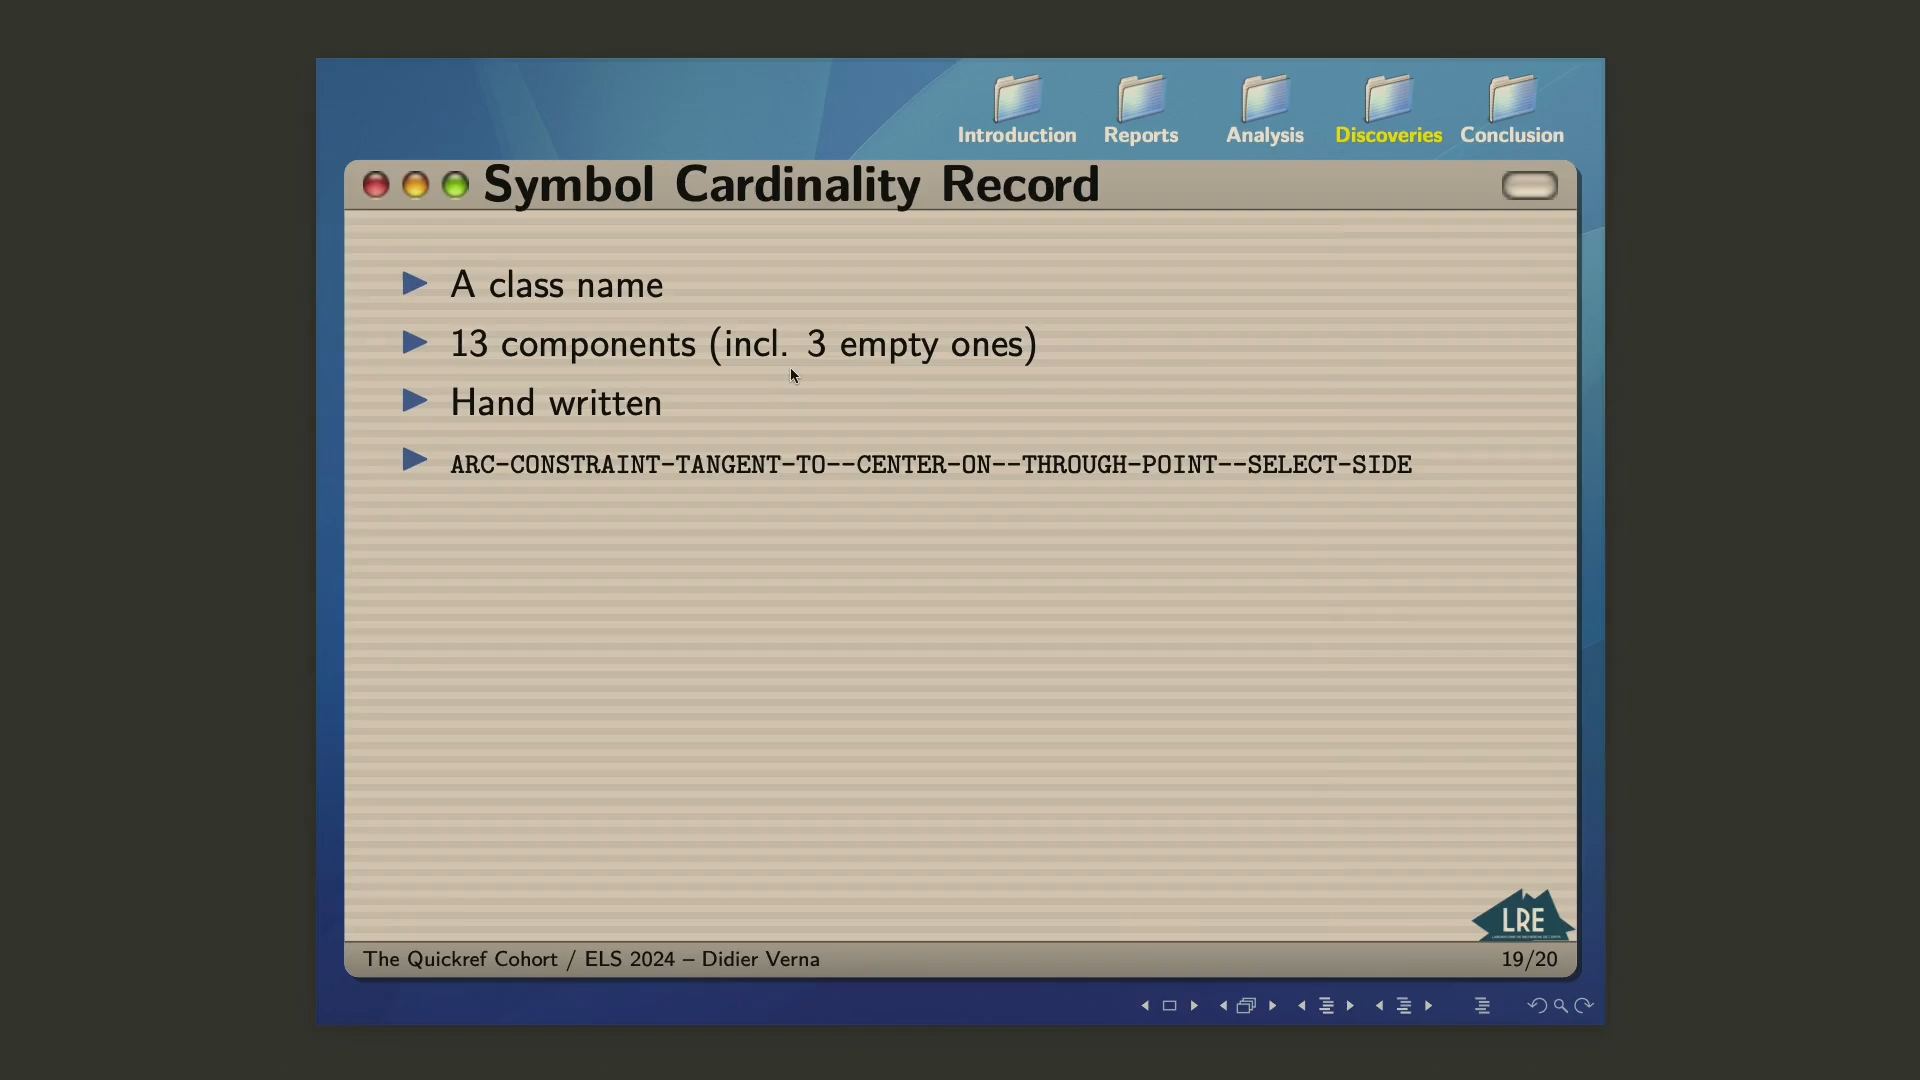 Introduction Reports Analysis Discoveries Conclusion
Symbol Cardinality Record
A class name
13 components (incl. 3 empty ones)
Hand written
ARC-CONSTRAINT-TANGENT-TO--CENTER-ON--THROUGH-POINT--SELECT-SIDE
LRE
The Quickref Cohort / ELS 2024 – Didier Verna
19/20